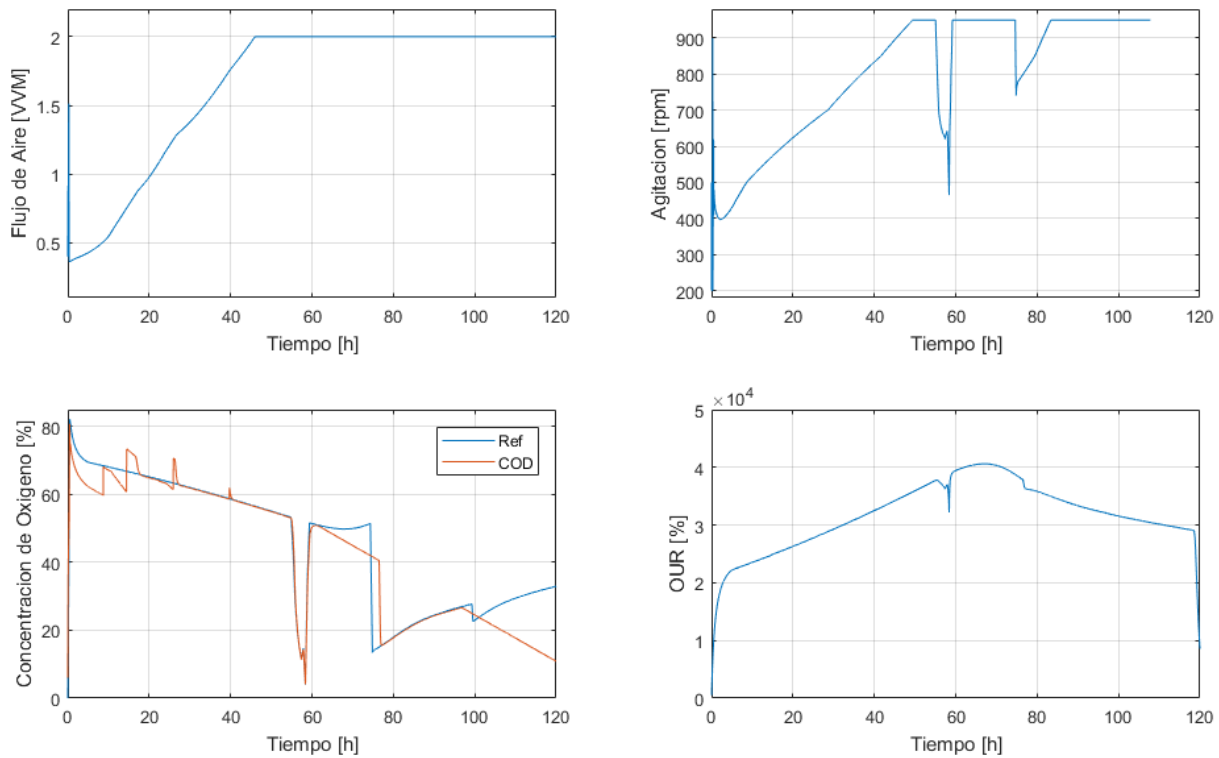 2
1.5
1
0.5
0 20 40 60 80 100 120
Flujo de Aire [VVM]
Tiempo [h]
900
800
700
600
500
400
300
200
0 20 40 60 80 100 120
Agitacion [rpm]
Tiempo [h]
80
60
40
20
0
0 20 40 60 80 100 120
Concentracion de Oxigeno [%]
Tiempo [h]
Ref
COD
× 10⁴
5
4
3
2
1
0
0 20 40 60 80 100 120
OUR [%]
Tiempo [h]